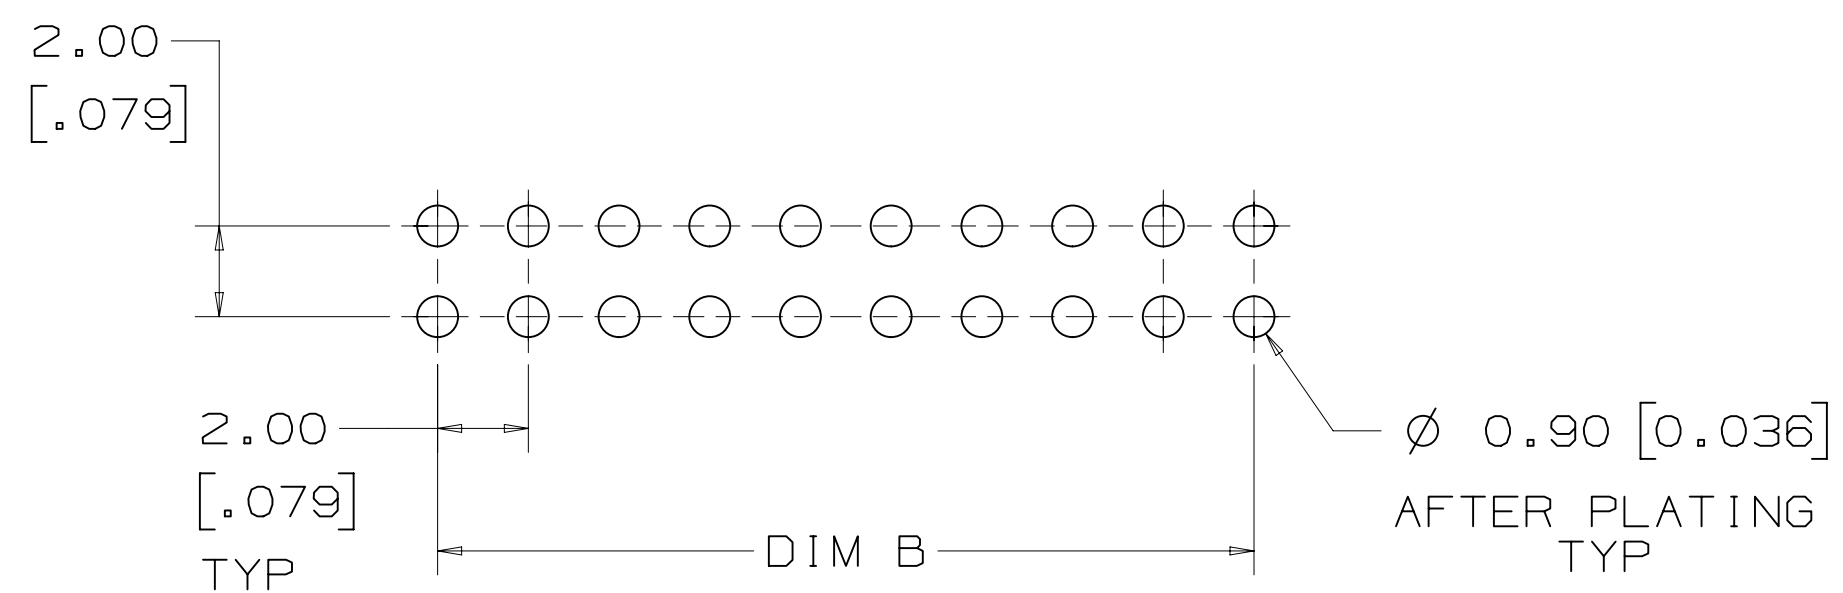 2.00
[.079]
2.00
[.079]
TYP
DIM B
Ø 0.90 [0.036]
AFTER PLATING
TYP